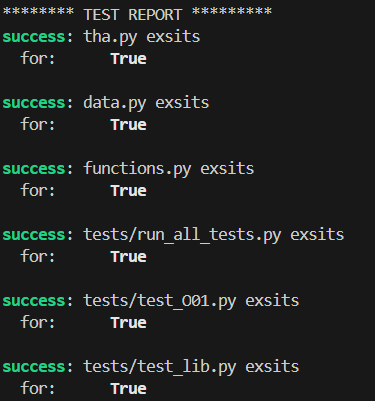 ******** TEST REPORT *********
success: tha.py exsits
for: True
success: data.py exsits
for: True
success: functions.py exsits
for: True
success: tests/run_all_tests.py exsits
for: True
success: tests/test_O01.py exsits
for: True
success: tests/test_lib.py exsits
for: True